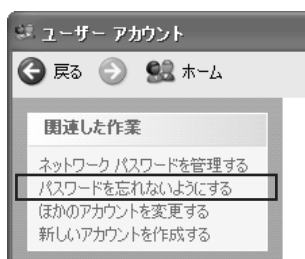 ユーザー アカウント
戻る ホーム
関連した作業
ネットワーク パスワードを管理する
パスワードを忘れないようにする
ほかのアカウントを変更する
新しいアカウントを作成する